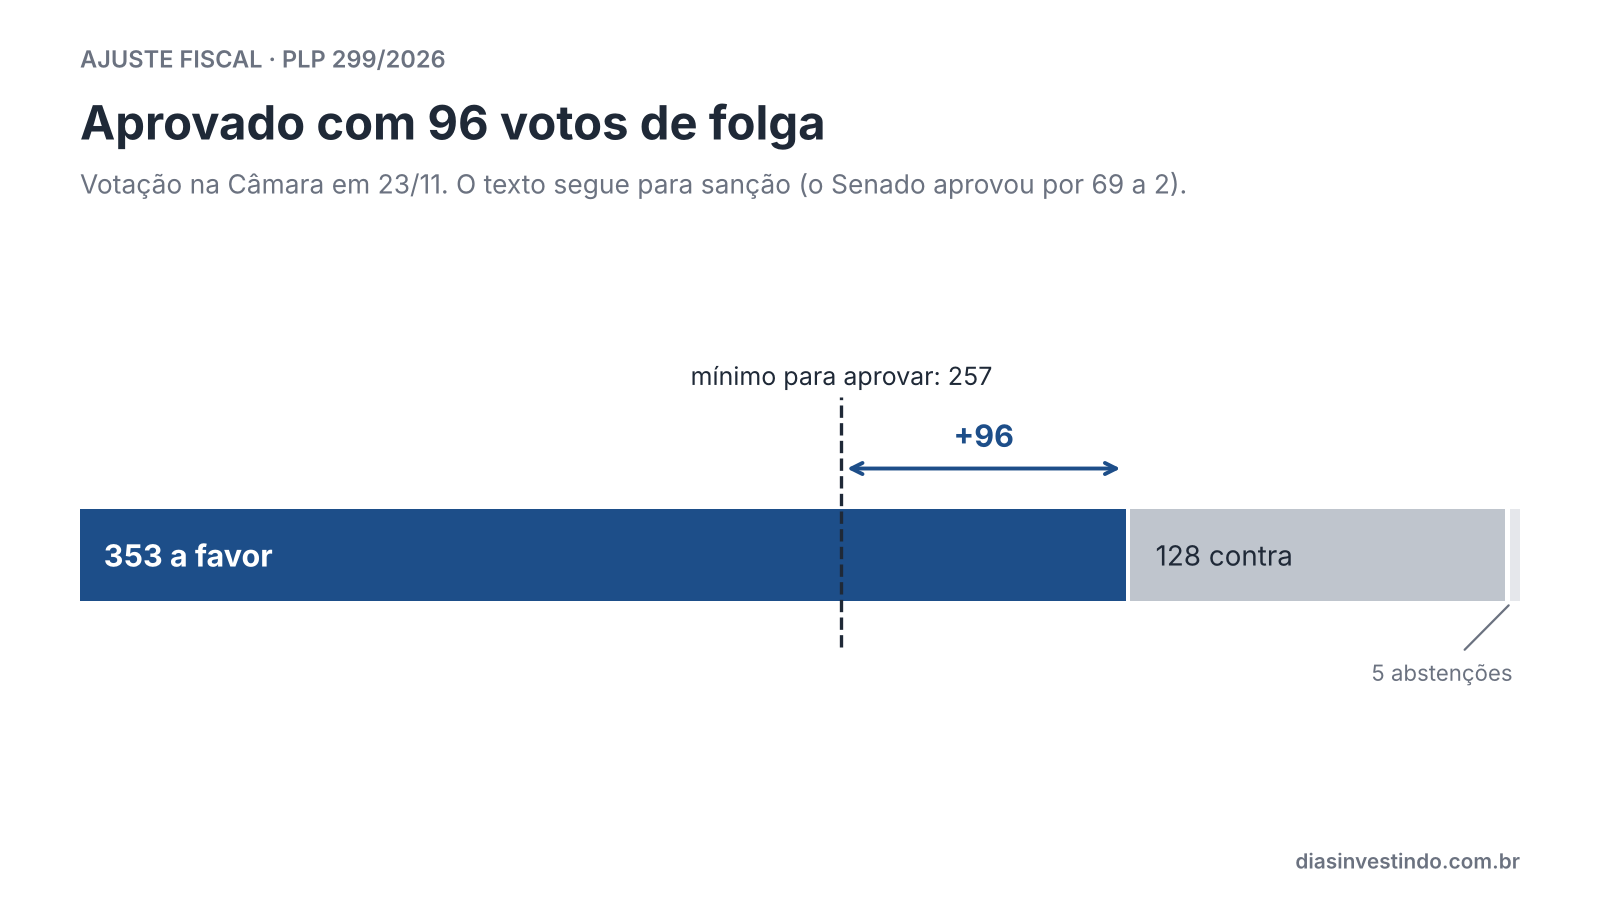 AJUSTE FISCAL · PLP 299/2026
Aprovado com 96 votos de folga
Votação na Câmara em 23/11. O texto segue para sanção (o Senado aprovou por 69 a 2).
mínimo para aprovar: 257
+96
353 a favor
128 contra
5 abstenções
diasinvestindo.com.br